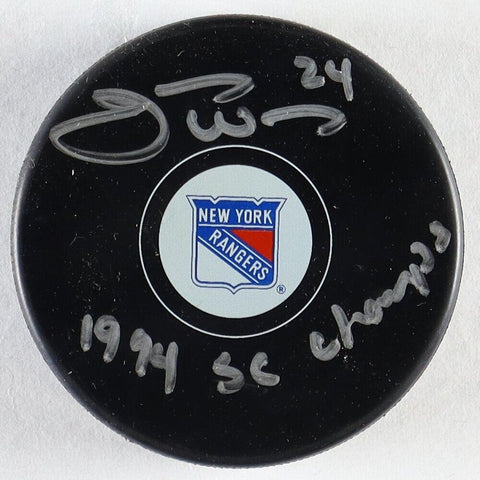 24
NEW YORK
RANGERS
®
1994 SC Champs